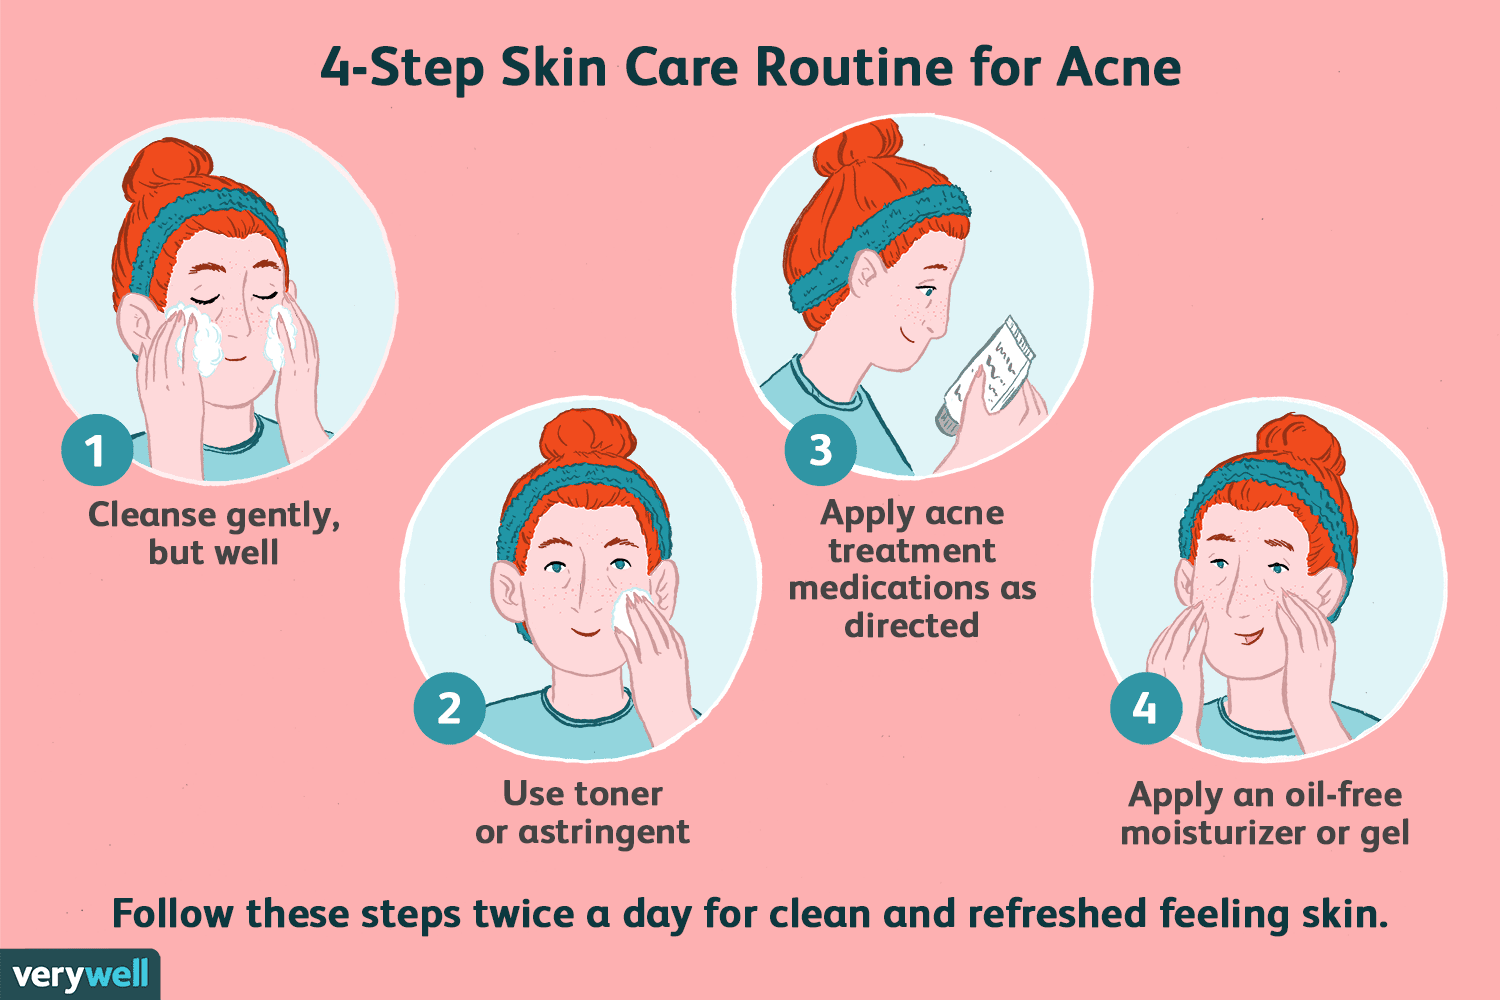 4-Step Skin Care Routine for Acne
1
Cleanse gently,
but well
2
Use toner
or astringent
3
Apply acne
treatment
medications as
directed
4
Apply an oil-free
moisturizer or gel
Follow these steps twice a day for clean and refreshed feeling skin.
verywell